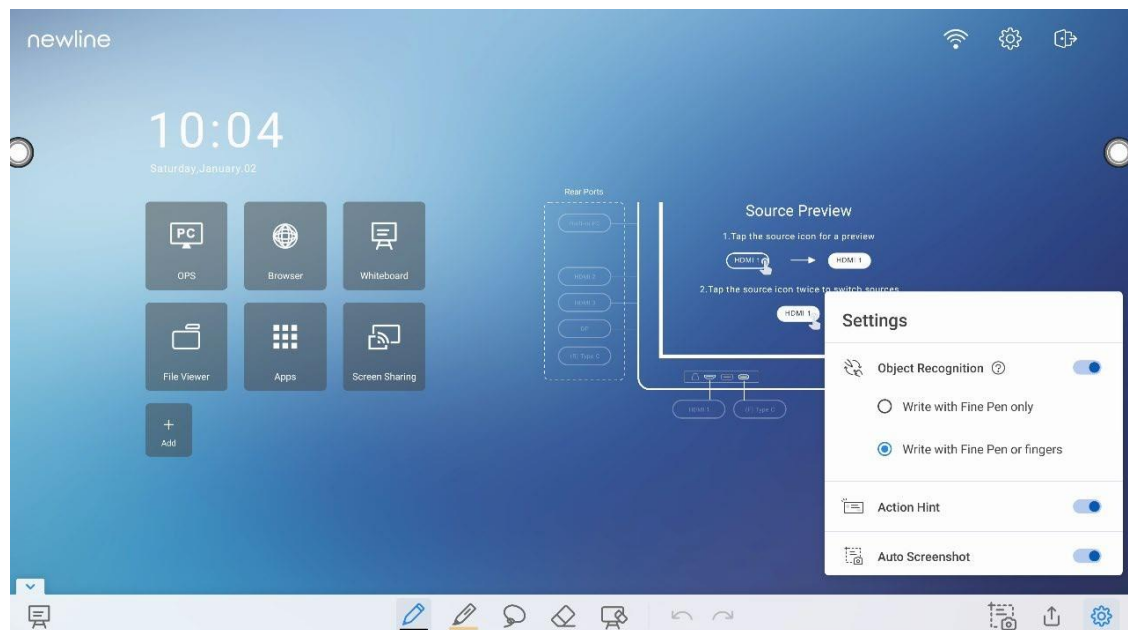 newline
10:04
Saturday,January.02
PC
OPS
Browser
Whiteboard
File Viewer
Apps
Screen Sharing
+
Add
Rear Ports
HDMI 2
HDMI 3
DP
(R) Type C
HDMI 1
(F) Type C
Source Preview
1.Tap the source icon for a preview
HDMI 1
HDMI 1
2.Tap the source icon twice to switch sources
HDMI 1
Settings
Object Recognition ?
Write with Fine Pen only
Write with Fine Pen or fingers
Action Hint
Auto Screenshot